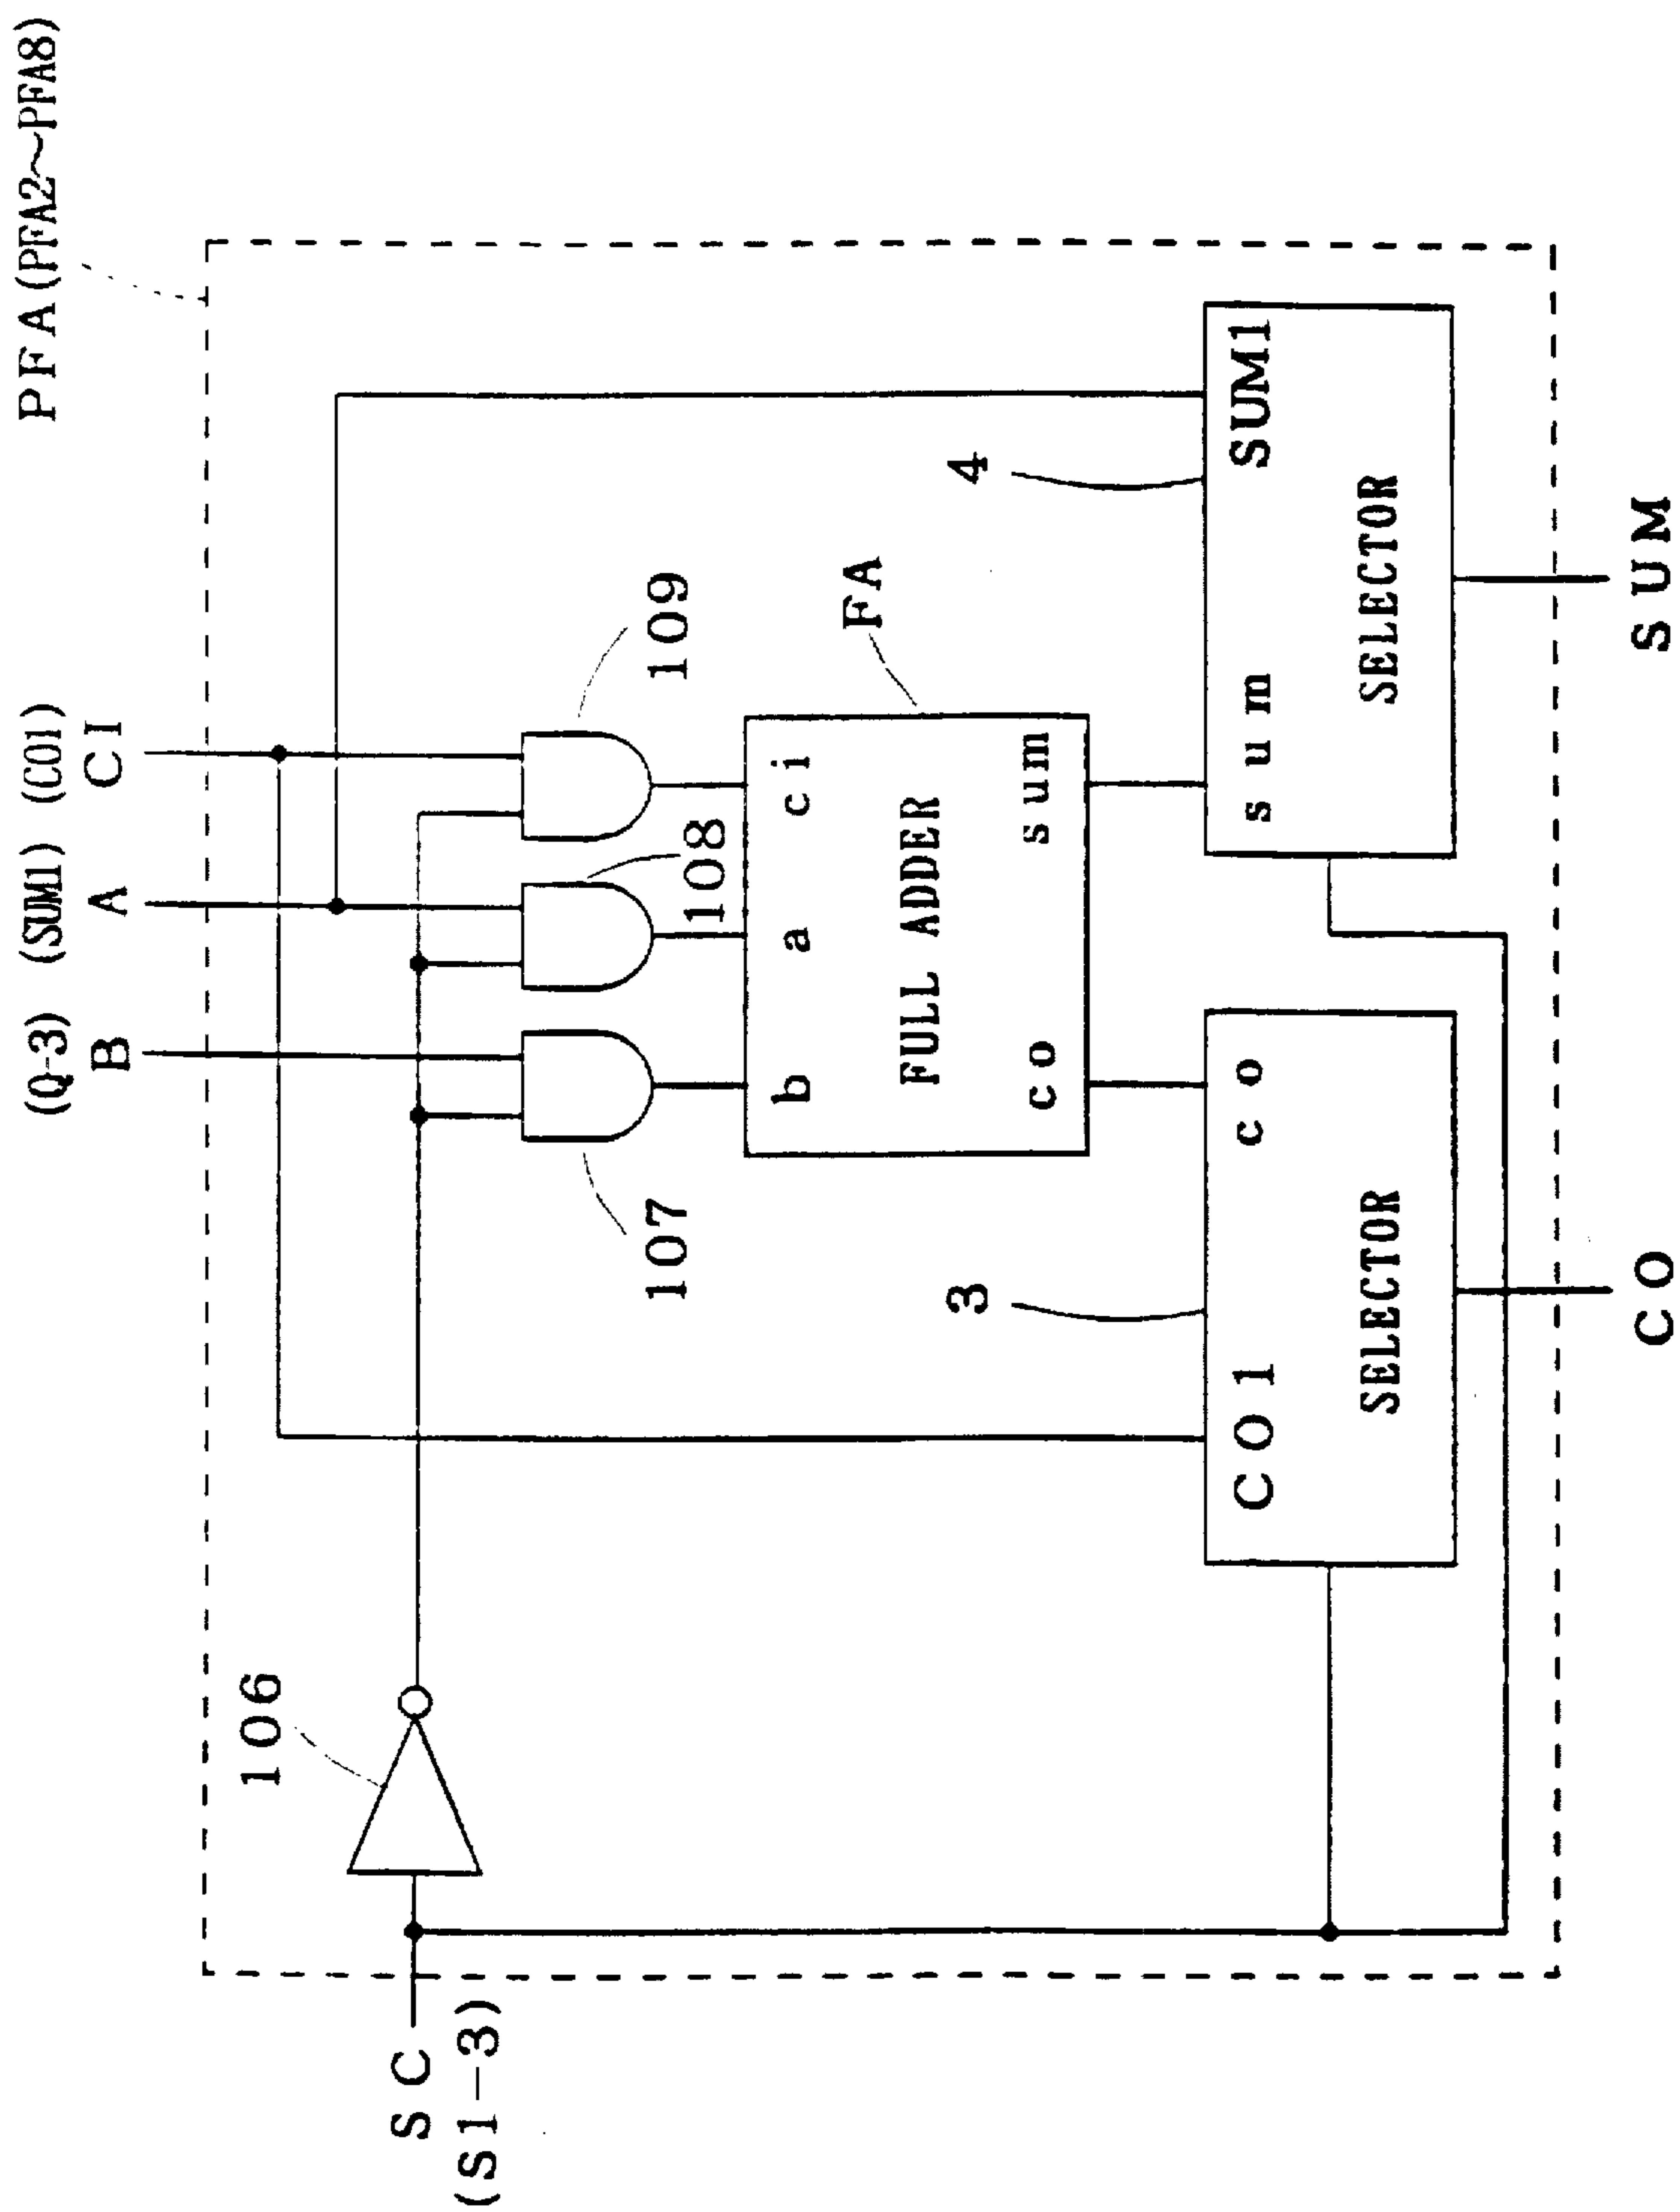 PFA(PFA2~PFA8)
(Q-3) (SUM1) (CO1)
B A CI
SC
(S1-3)
106
107
108
109
b a ci
FULL ADDER
co sum
FA
3
CO1 co
SELECTOR
4
sum SUM1
SELECTOR
CO
SUM